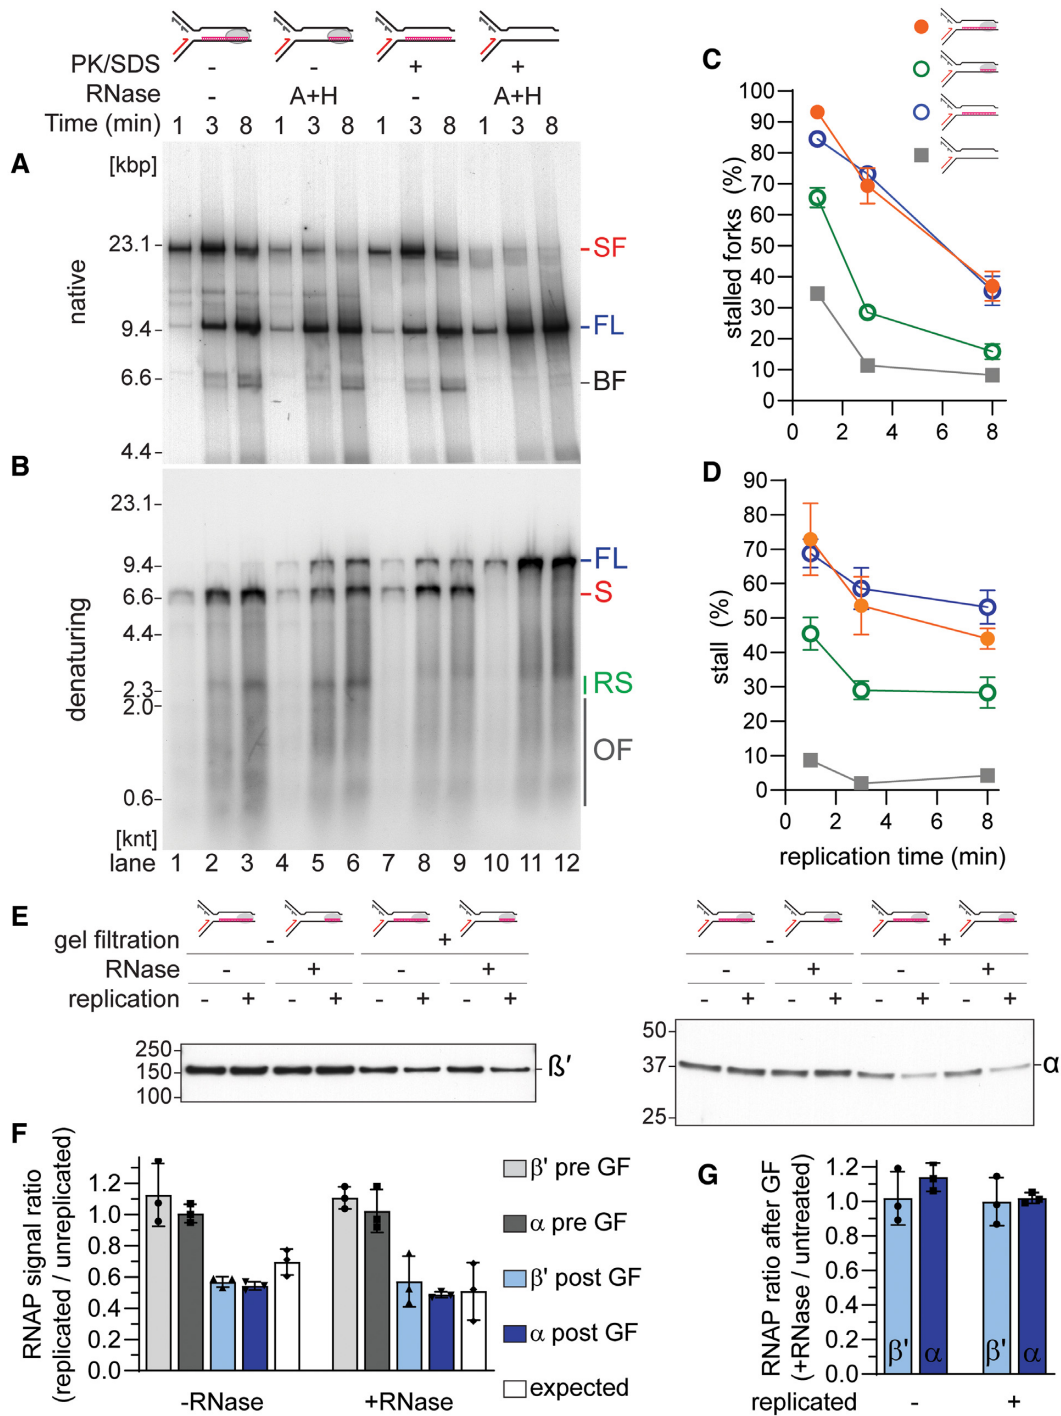 PK/SDS - - + +
RNase - A+H - A+H
Time (min) 1 3 8 1 3 8 1 3 8 1 3 8
A
[kbp]
23.1
9.4
6.6
4.4
native
SF
FL
BF
B
23.1
9.4
6.6
4.4
2.3
2.0
0.6
[knt]
denaturing
FL
S
RS
OF
lane 1 2 3 4 5 6 7 8 9 10 11 12
C
100
90
80
70
60
50
40
30
20
10
0
stalled forks (%)
0 2 4 6 8
D
90
80
70
60
50
40
30
20
10
0
stall (%)
0 2 4 6 8
replication time (min)
E
gel filtration - +
RNase - + - +
replication - + - + - + - +
250
150
100
ß′
- +
- + - +
- + - + - + - +
50
37
25
α
F
RNAP signal ratio
(replicated / unreplicated)
1.2
1.0
0.8
0.6
0.4
0.2
0.0
-RNase +RNase
β' pre GF
α pre GF
β' post GF
α post GF
expected
G
RNAP ratio after GF
(+RNase / untreated)
1.2
1.0
0.8
0.6
0.4
0.2
0.0
β' α β' α
replicated - +